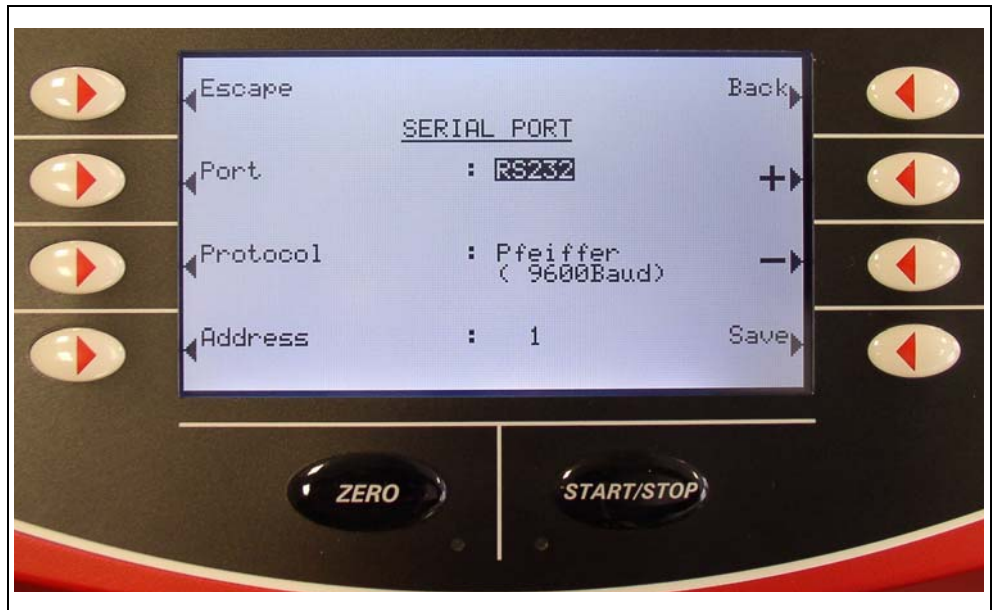 Escape Back
SERIAL PORT
Port : RS232 +
Protocol : Pfeiffer -
( 9600Baud)
Address : 1 Save
ZERO START/STOP